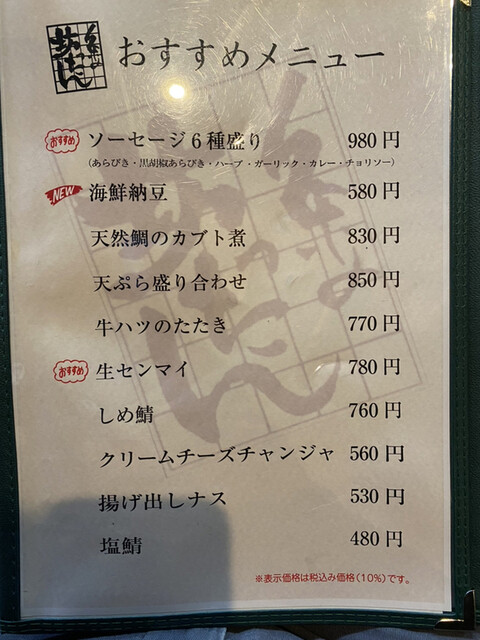 おすすめメニュー
おすすめ ソーセージ6種盛り 980円
(あらびき・黒胡椒あらびき・ハーブ・ガーリック・カレー・チョリソー)
NEW 海鮮納豆 580円
天然鯛のカブト煮 830円
天ぷら盛り合わせ 850円
牛ハツのたたき 770円
おすすめ 生センマイ 780円
しめ鯖 760円
クリームチーズチャンジャ 560円
揚げ出しナス 530円
塩鯖 480円
※表示価格は税込み価格(10%)です。